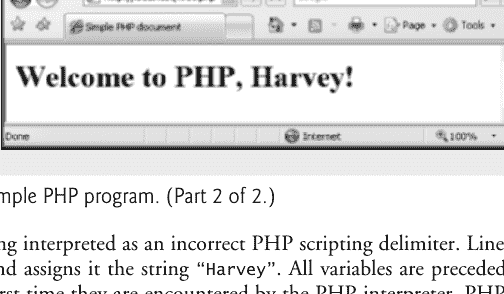 Page Tools
Simple PHP document
Welcome to PHP, Harvey!
Done Internet 100%
mple PHP program. (Part 2 of 2.)
ng interpreted as an incorrect PHP scripting delimiter. Line
nd assigns it the string “Harvey”. All variables are preceded
rst time they are encountered by the PHP interpreter, PHP